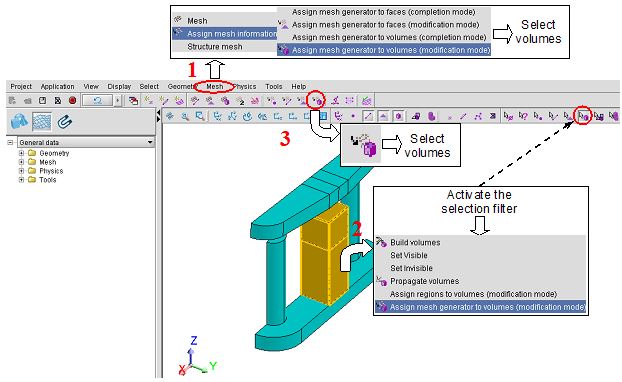 Mesh
Assign mesh information
Structure mesh
Assign mesh generator to faces (completion mode)
Assign mesh generator to faces (modification mode)
Assign mesh generator to volumes (completion mode)
Assign mesh generator to volumes (modification mode)
Select
volumes
1
Project Application View Display Select Geometry Mesh Physics Tools Help
2
3
Select
volumes
General data
Geometry
Mesh
Physics
Tools
Activate the
selection filter
2
Build volumes
Set Visible
Set Invisible
Propagate volumes
Assign regions to volumes (modification mode)
Assign mesh generator to volumes (modification mode)
Z
X
Y